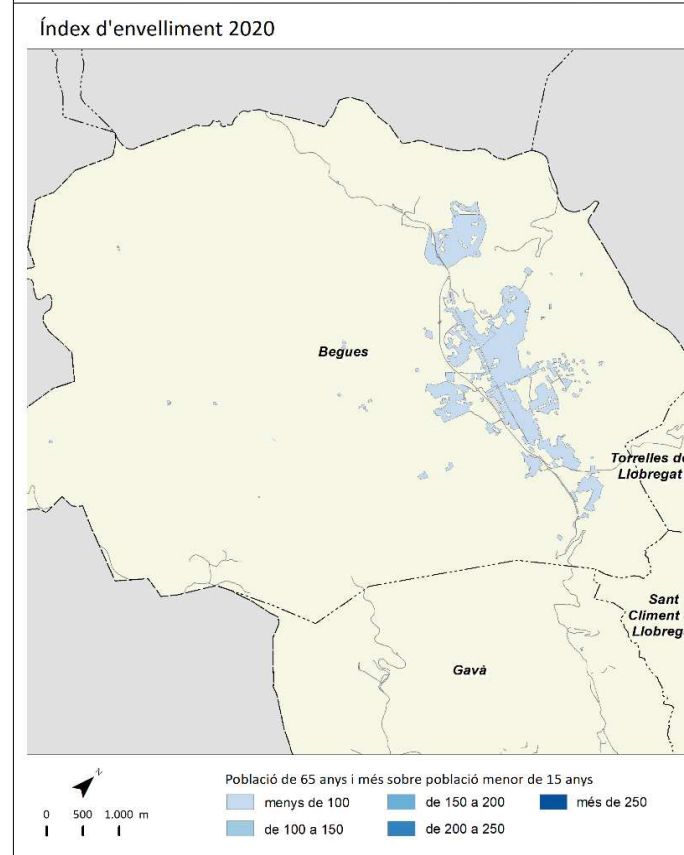 Índex d'envelliment 2020
Begues
Torrelles de
Llobregat
Sant
Climent
Llobreg
Gavà
N
0 500 1.000 m
Població de 65 anys i més sobre població menor de 15 anys
menys de 100
de 150 a 200
més de 250
de 100 a 150
de 200 a 250